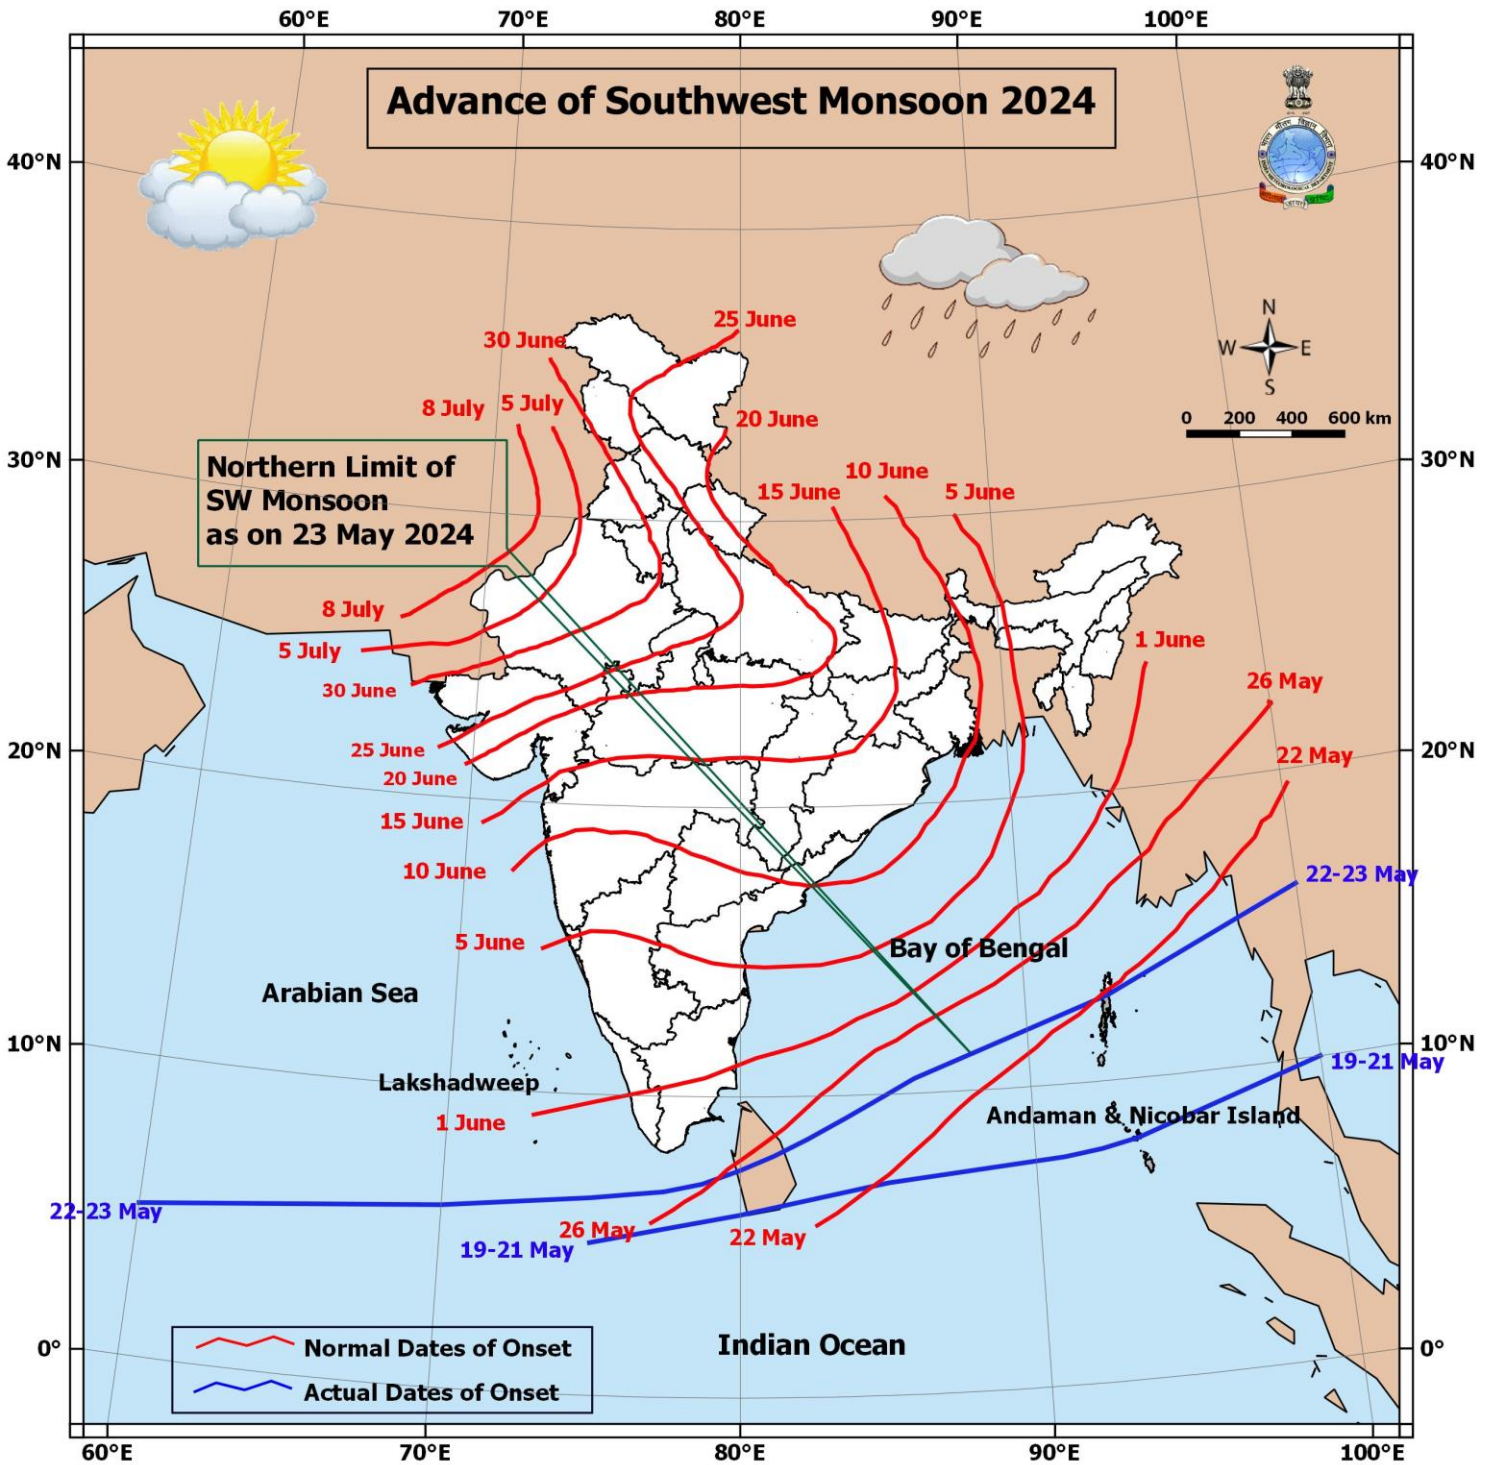 60°E 70°E 80°E 90°E 100°E
Advance of Southwest Monsoon 2024
40°N 40°N
N
W E
S
25 June
30 June
8 July 5 July
20 June
0 200 400 600 km
30°N 30°N
Northern Limit of
SW Monsoon
as on 23 May 2024
10 June
15 June 5 June
8 July
5 July
1 June
30 June
26 May
25 June
20°N 20°N
22 May
20 June
15 June
10 June
22-23 May
5 June
Bay of Bengal
Arabian Sea
10°N 10°N
19-21 May
Lakshadweep
1 June
Andaman & Nicobar Island
22-23 May
26 May
22 May
19-21 May
0° 0°
Normal Dates of Onset
Indian Ocean
Actual Dates of Onset
60°E 70°E 80°E 90°E 100°E